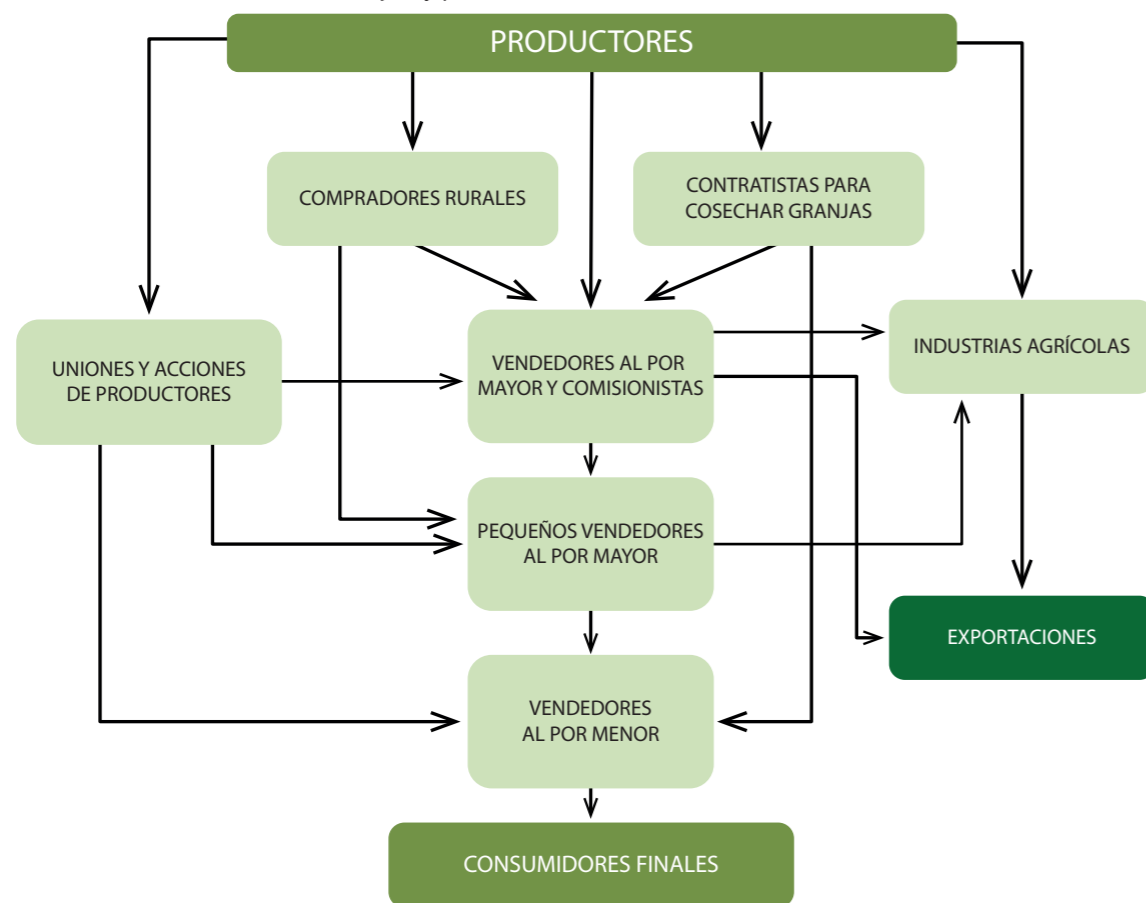 PRODUCTORES
COMPRADORES RURALES
CONTRATISTAS PARA
COSECHAR GRANJAS
UNIONES Y ACCIONES
DE PRODUCTORES
VENDEDORES AL POR
MAYOR Y COMISIONISTAS
INDUSTRIAS AGRÍCOLAS
PEQUEÑOS VENDEDORES
AL POR MAYOR
EXPORTACIONES
VENDEDORES
AL POR MENOR
CONSUMIDORES FINALES